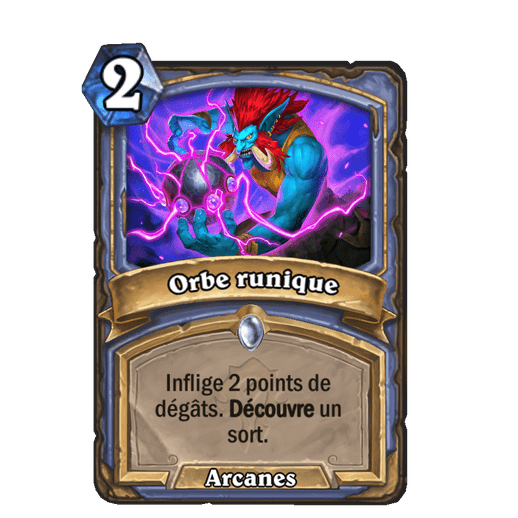 2
Orbe runique
Inflige 2 points de
dégâts. Découvre un
sort.
Arcanes